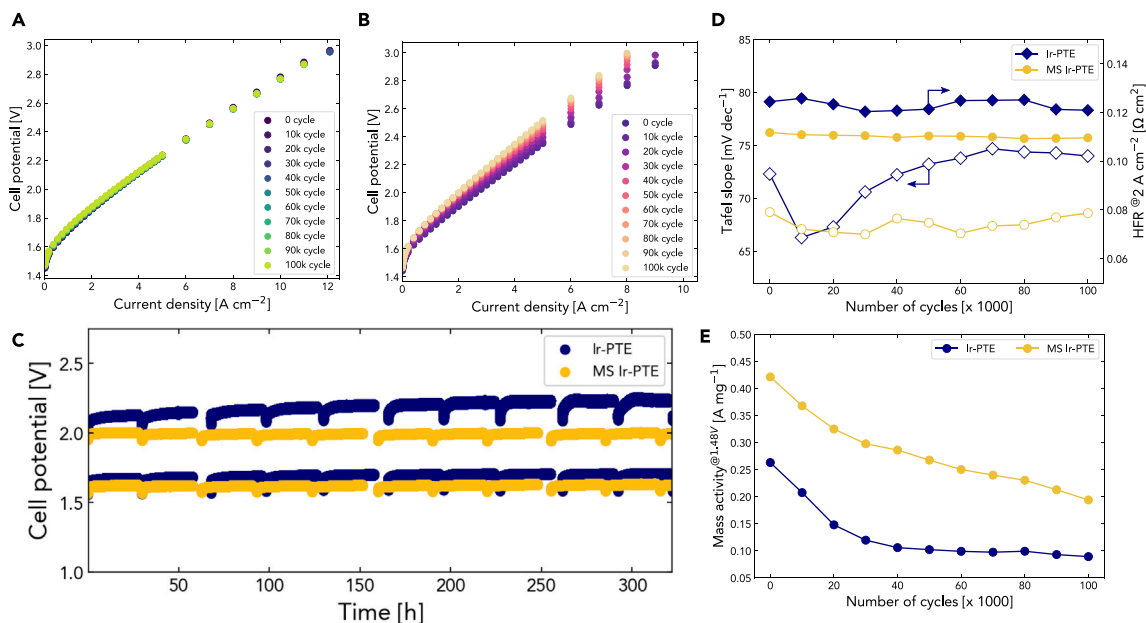 A
Cell potential [V]
3.0
2.8
2.6
2.4
2.2
2.0
1.8
1.6
1.4
0 cycle
10k cycle
20k cycle
30k cycle
40k cycle
50k cycle
60k cycle
70k cycle
80k cycle
90k cycle
100k cycle
0 2 4 6 8 10 12
Current density [A cm⁻²]
B
Cell potential [V]
3.0
2.8
2.6
2.4
2.2
2.0
1.8
1.6
1.4
0 cycle
10k cycle
20k cycle
30k cycle
40k cycle
50k cycle
60k cycle
70k cycle
80k cycle
90k cycle
100k cycle
0 2 4 6 8 10
Current density [A cm⁻²]
C
Cell potential [V]
2.5
2.0
1.5
1.0
Ir-PTE
MS Ir-PTE
50 100 150 200 250 300
Time [h]
D
Tafel slope [mV dec⁻¹]
85
80
75
70
65
Ir-PTE
MS Ir-PTE
0.14
0.12
0.10
0.08
0.06
HFR @2 A cm⁻² [Ω cm²]
0 20 40 60 80 100
Number of cycles [x 1000]
E
Mass activity@1.48V [A mg⁻¹]
0.50
0.45
0.40
0.35
0.30
0.25
0.20
0.15
0.10
0.05
Ir-PTE
MS Ir-PTE
0 20 40 60 80 100
Number of cycles [x 1000]